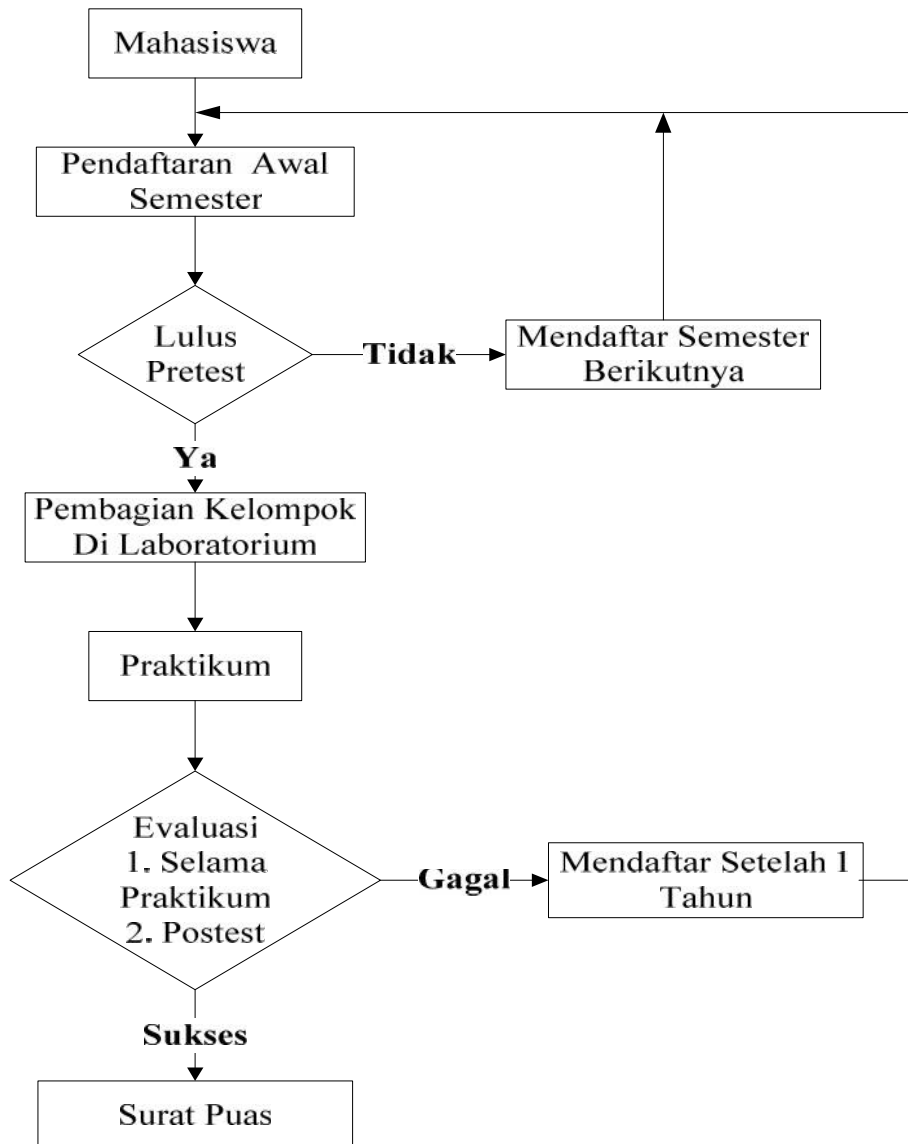 Mahasiswa
Pendaftaran Awal
Semester
Lulus
Pretest
Tidak
Mendaftar Semester
Berikutnya
Ya
Pembagian Kelompok
Di Laboratorium
Praktikum
Evaluasi
1. Selama
Praktikum
2. Postest
Gagal
Mendaftar Setelah 1
Tahun
Sukses
Surat Puas